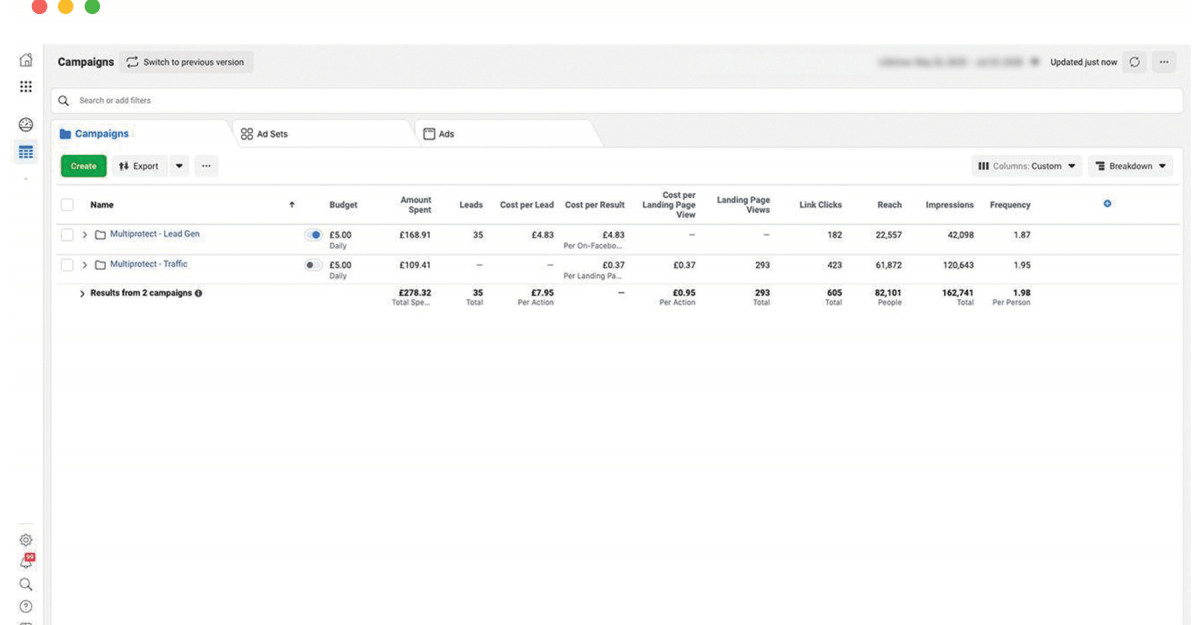 Campaigns Switch to previous version Updated just now
Search or add filters
Campaigns Ad Sets Ads
Create Export Columns: Custom Breakdown
Name Budget Amount Spent Leads Cost per Lead Cost per Result Cost per Landing Page View Landing Page Views Link Clicks Reach Impressions Frequency
Multiprotect - Lead Gen £5.00 £168.91 35 £4.83 £4.83 — — 182 22,557 42,098 1.87
Daily Per On-Facebo...
Multiprotect - Traffic £5.00 £109.41 — — £0.37 £0.37 293 423 61,872 120,643 1.95
Daily Per Landing Pa...
Results from 2 campaigns £278.32 35 £7.95 — £0.95 293 605 82,101 162,741 1.98
Total Spe... Total Per Action Per Action Total Total People Total Per Person
99